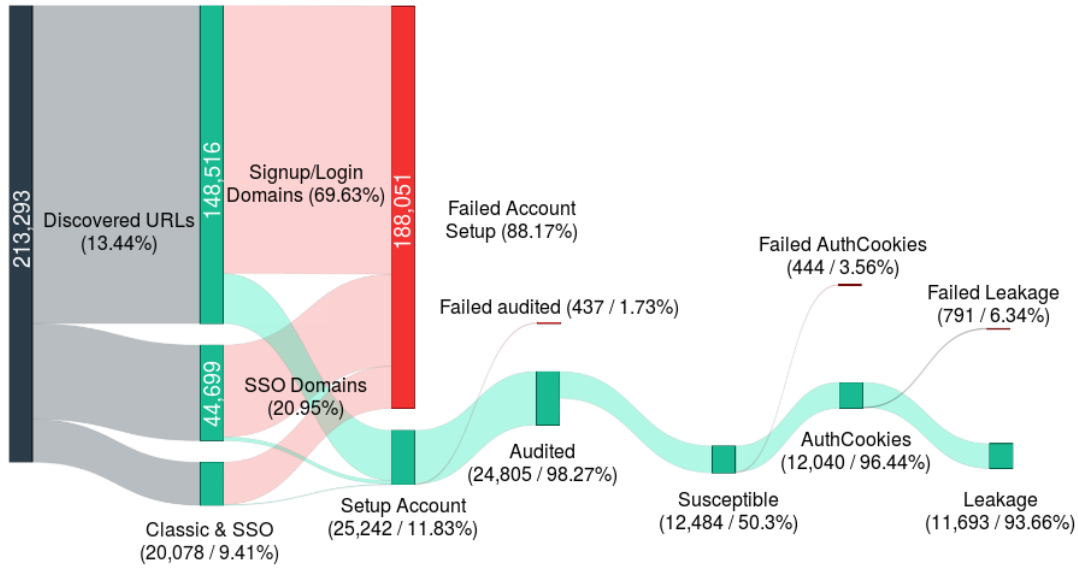 213,293
Discovered URLs
(13.44%)
148,516
44,699
Classic & SSO
(20,078 / 9.41%)
Signup/Login
Domains (69.63%)
SSO Domains
(20.95%)
188,051
Failed Account
Setup (88.17%)
Setup Account
(25,242 / 11.83%)
Failed audited (437 / 1.73%)
Audited
(24,805 / 98.27%)
Susceptible
(12,484 / 50.3%)
Failed AuthCookies
(444 / 3.56%)
AuthCookies
(12,040 / 96.44%)
Failed Leakage
(791 / 6.34%)
Leakage
(11,693 / 93.66%)